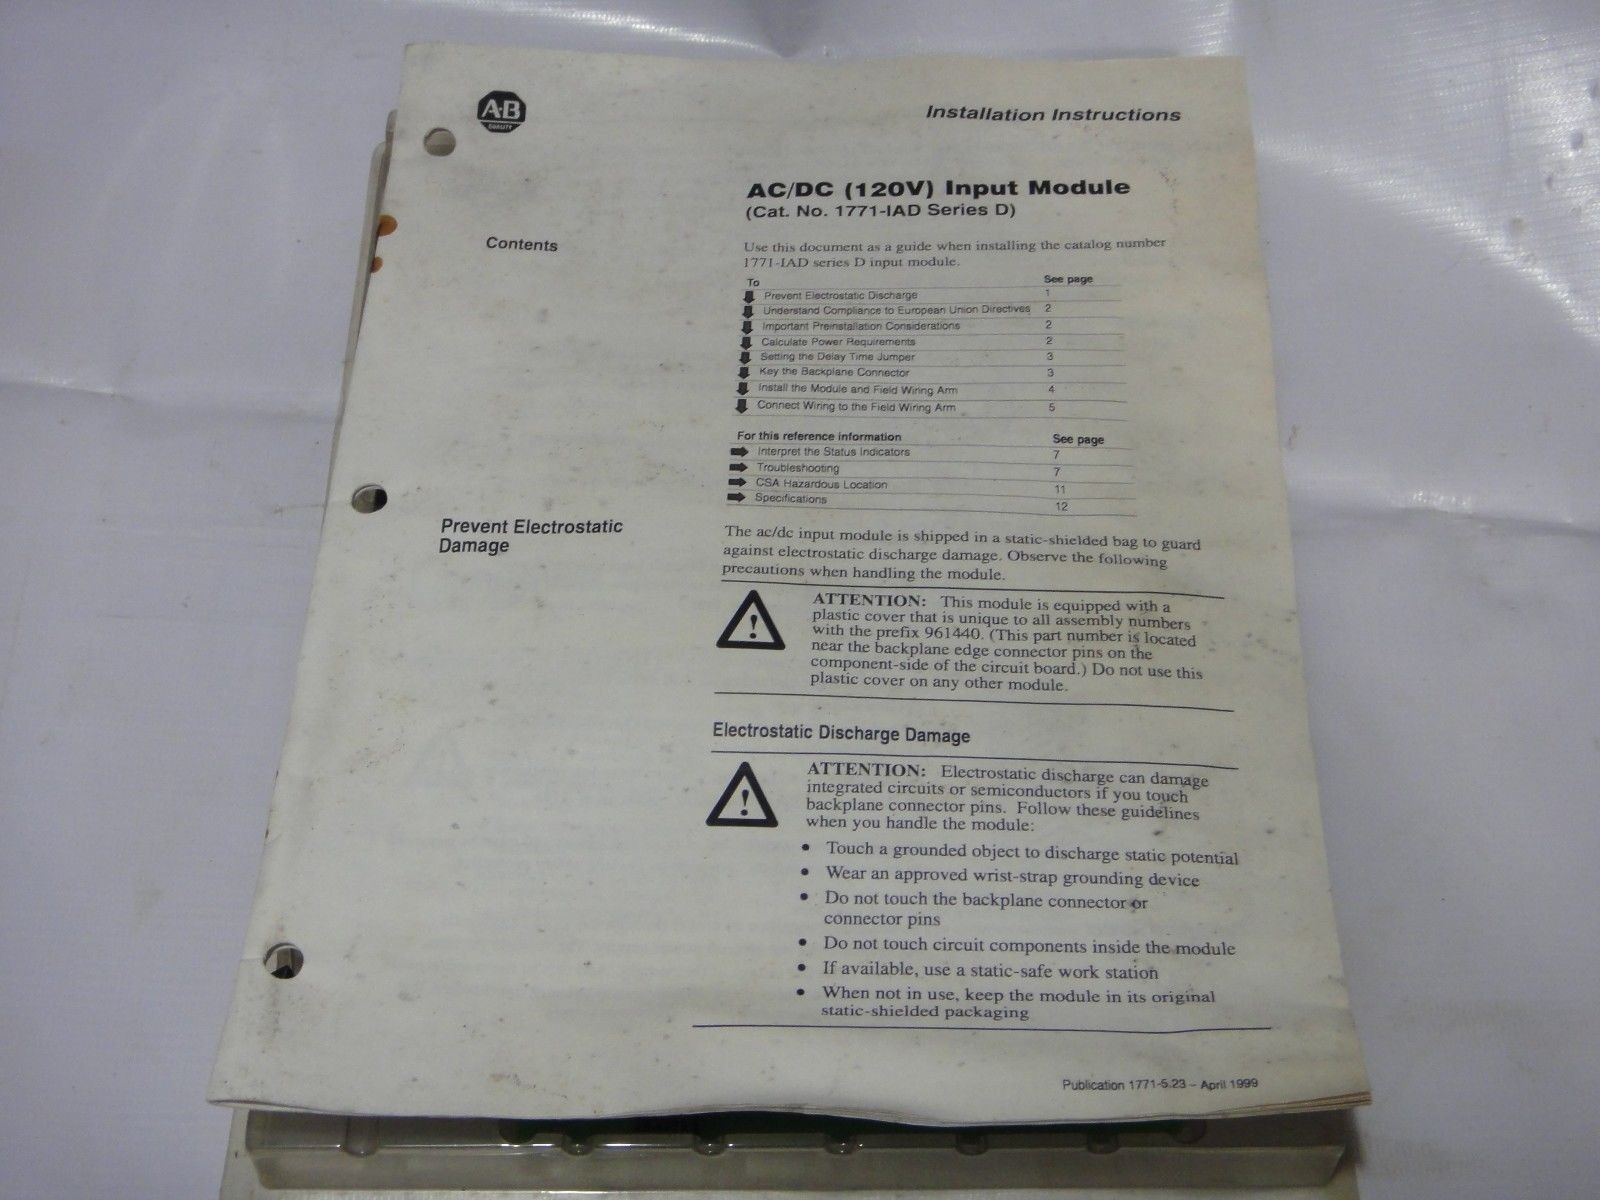 A·B
QUALITY
Installation Instructions
AC/DC (120V) Input Module
(Cat. No. 1771-IAD Series D)
Contents
Use this document as a guide when installing the catalog number
1771-IAD series D input module.
To See page
Prevent Electrostatic Discharge 1
Understand Compliance to European Union Directives 2
Important Preinstallation Considerations 2
Calculate Power Requirements 2
Setting the Delay Time Jumper 3
Key the Backplane Connector 3
Install the Module and Field Wiring Arm 4
Connect Wiring to the Field Wiring Arm 5
For this reference information See page
Interpret the Status Indicators 7
Troubleshooting 7
CSA Hazardous Location 11
Specifications 12
Prevent Electrostatic
Damage
The ac/dc input module is shipped in a static-shielded bag to guard
against electrostatic discharge damage. Observe the following
precautions when handling the module.
ATTENTION: This module is equipped with a
plastic cover that is unique to all assembly numbers
with the prefix 961440. (This part number is located
near the backplane edge connector pins on the
component-side of the circuit board.) Do not use this
plastic cover on any other module.
Electrostatic Discharge Damage
ATTENTION: Electrostatic discharge can damage
integrated circuits or semiconductors if you touch
backplane connector pins. Follow these guidelines
when you handle the module:
• Touch a grounded object to discharge static potential
• Wear an approved wrist-strap grounding device
• Do not touch the backplane connector or
connector pins
• Do not touch circuit components inside the module
• If available, use a static-safe work station
• When not in use, keep the module in its original
static-shielded packaging
Publication 1771-5.23 – April 1999